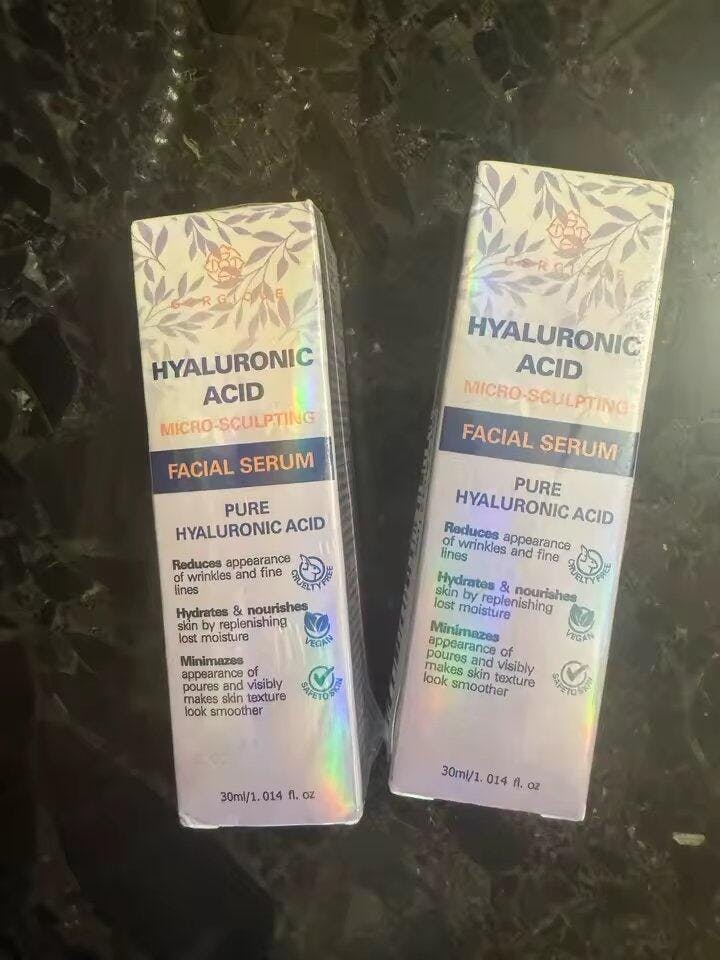 GORGIQUE
HYALURONIC
ACID
MICRO-SCULPTING
FACIAL SERUM
PURE
HYALURONIC ACID
Reduces appearance
of wrinkles and fine
lines
CRUELTY FREE
Hydrates & nourishes
skin by replenishing
lost moisture
VEGAN
Minimazes
appearance of
poures and visibly
makes skin texture
look smoother
SAFE TO SKIN
30ml/1. 014 fl. oz
GORGIQUE
HYALURONIC
ACID
MICRO-SCULPTING
FACIAL SERUM
PURE
HYALURONIC ACID
Reduces appearance
of wrinkles and fine
lines
CRUELTY FREE
Hydrates & nourishes
skin by replenishing
lost moisture
VEGAN
Minimazes
appearance of
poures and visibly
makes skin texture
look smoother
SAFE TO SKIN
30ml/1. 014 fl. oz